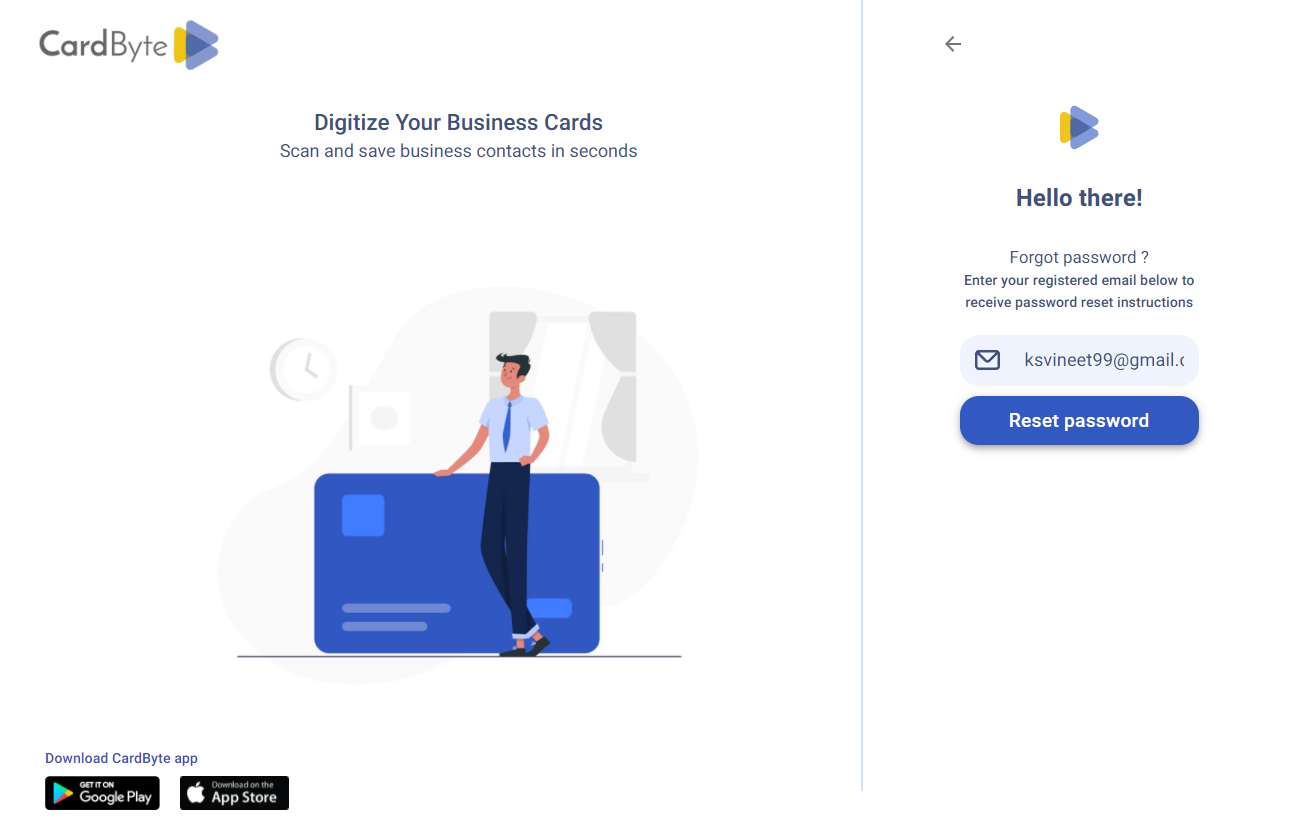 CardByte
Digitize Your Business Cards
Scan and save business contacts in seconds
Download CardByte app
GET IT ON
Google Play
Download on the
App Store
Hello there!
Forgot password ?
Enter your registered email below to
receive password reset instructions
ksvineet99@gmail.c
Reset password